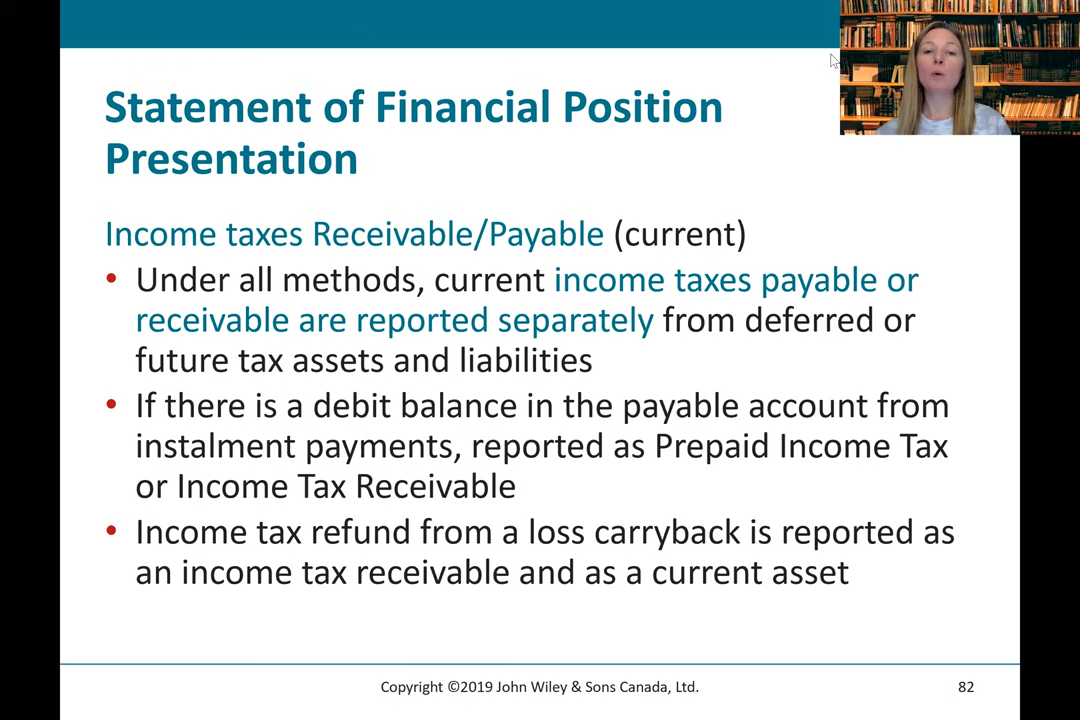 Statement of Financial Position
Presentation
Income taxes Receivable/Payable (current)
• Under all methods, current income taxes payable or
receivable are reported separately from deferred or
future tax assets and liabilities
• If there is a debit balance in the payable account from
instalment payments, reported as Prepaid Income Tax
or Income Tax Receivable
• Income tax refund from a loss carryback is reported as
an income tax receivable and as a current asset
Copyright ©2019 John Wiley & Sons Canada, Ltd.
82